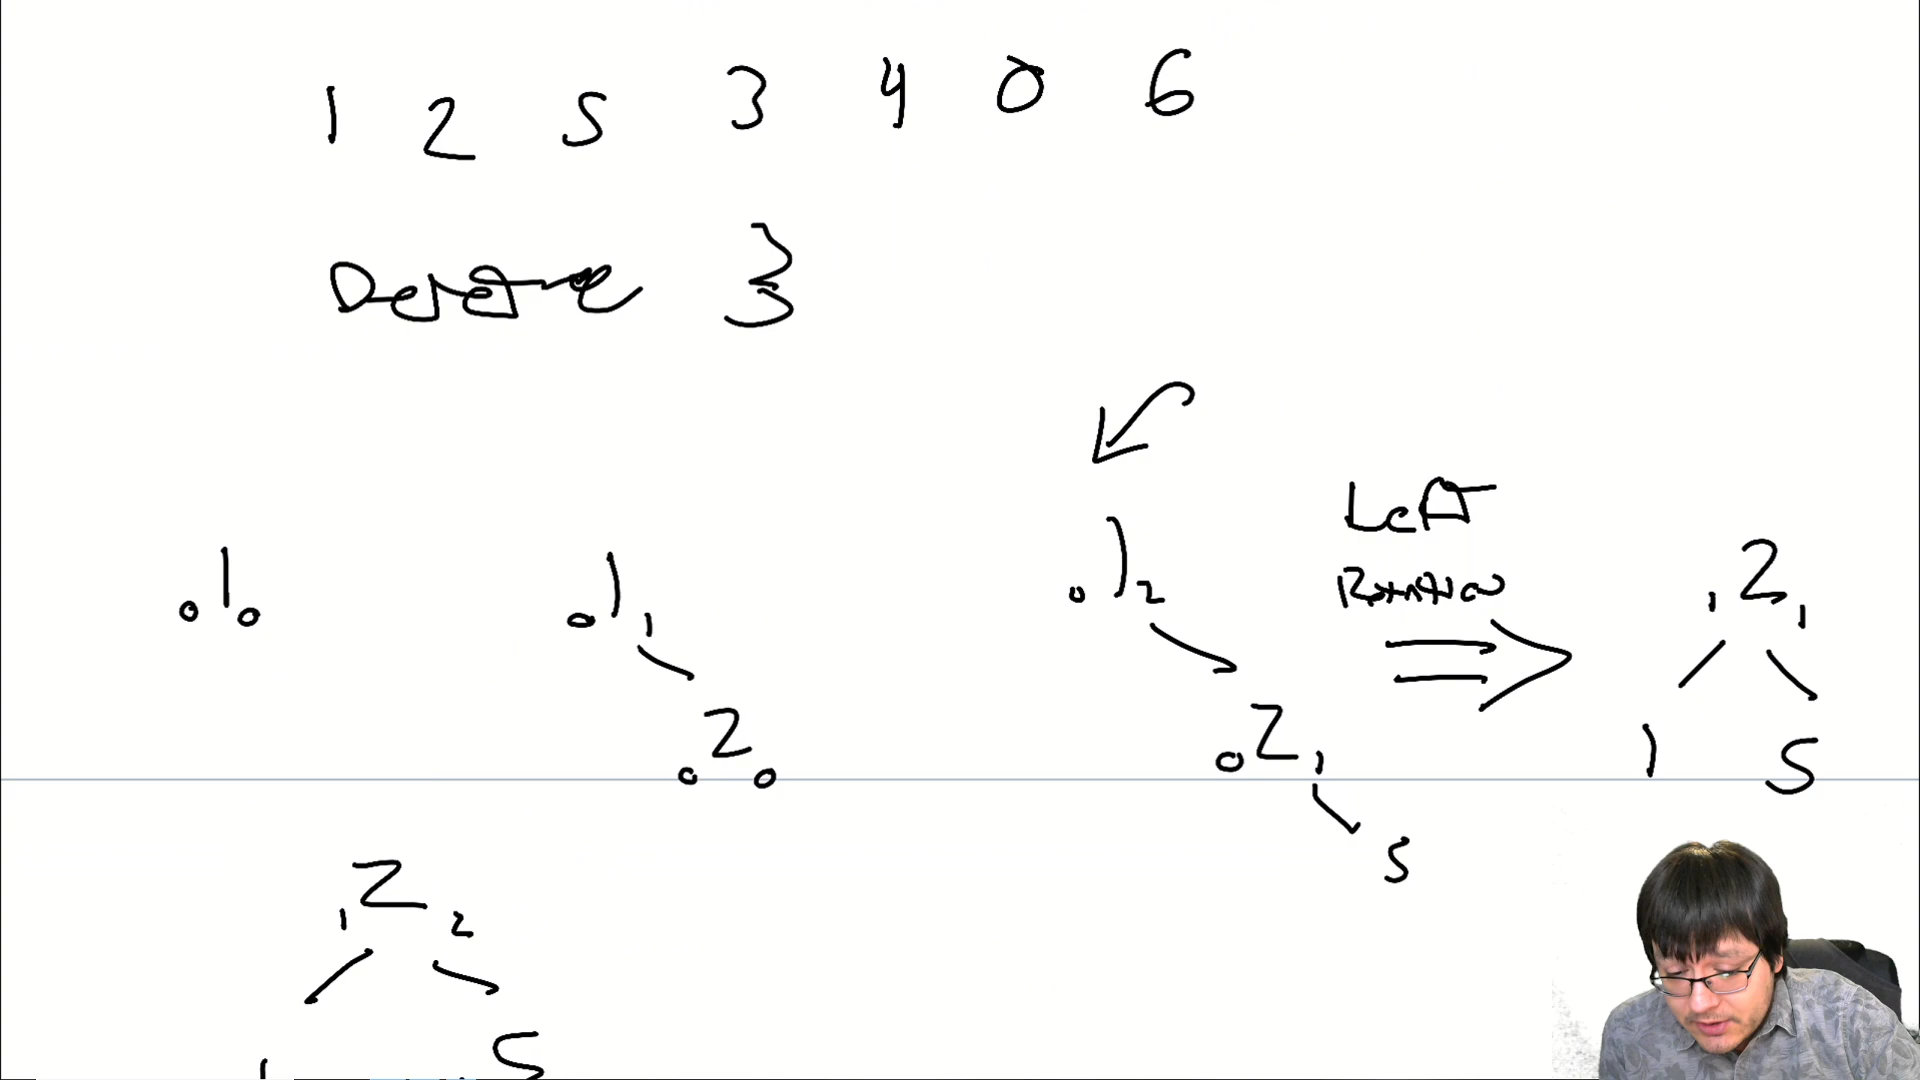 1 2 5 3 4 0 6
Delete 3
Left
Rotation
0 1 0
0 1 1
0 2 0
0 1 2
0 2 1
5
1 2 1
1 5
1 2 2
1 5